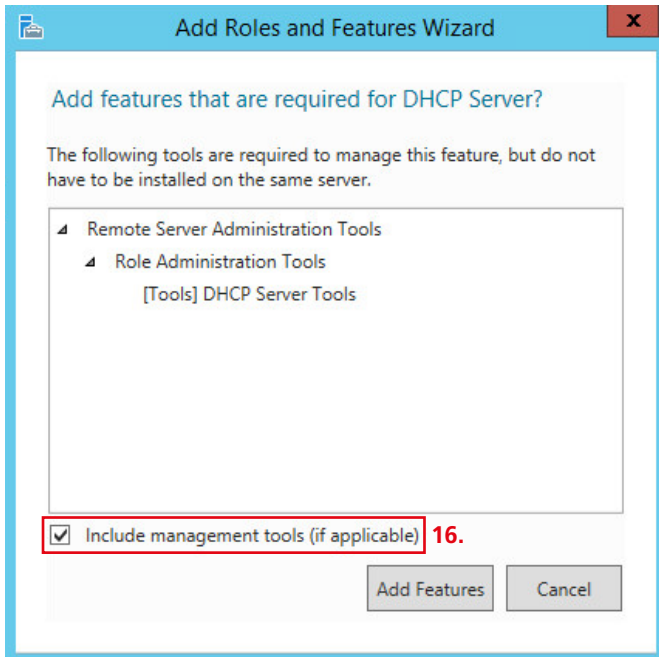 Add Roles and Features Wizard
x
Add features that are required for DHCP Server?
The following tools are required to manage this feature, but do not
have to be installed on the same server.
Remote Server Administration Tools
Role Administration Tools
[Tools] DHCP Server Tools
Include management tools (if applicable) 16.
Add Features Cancel